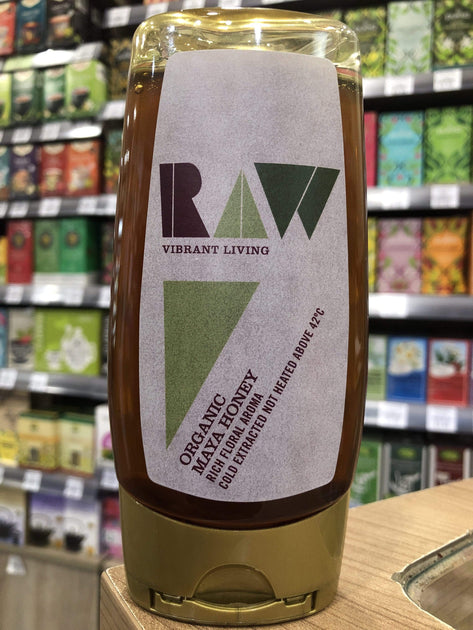 RAW
VIBRANT LIVING
ORGANIC
MAYA HONEY
RICH FLORAL AROMA
COLD EXTRACTED NOT HEATED ABOVE 42°C